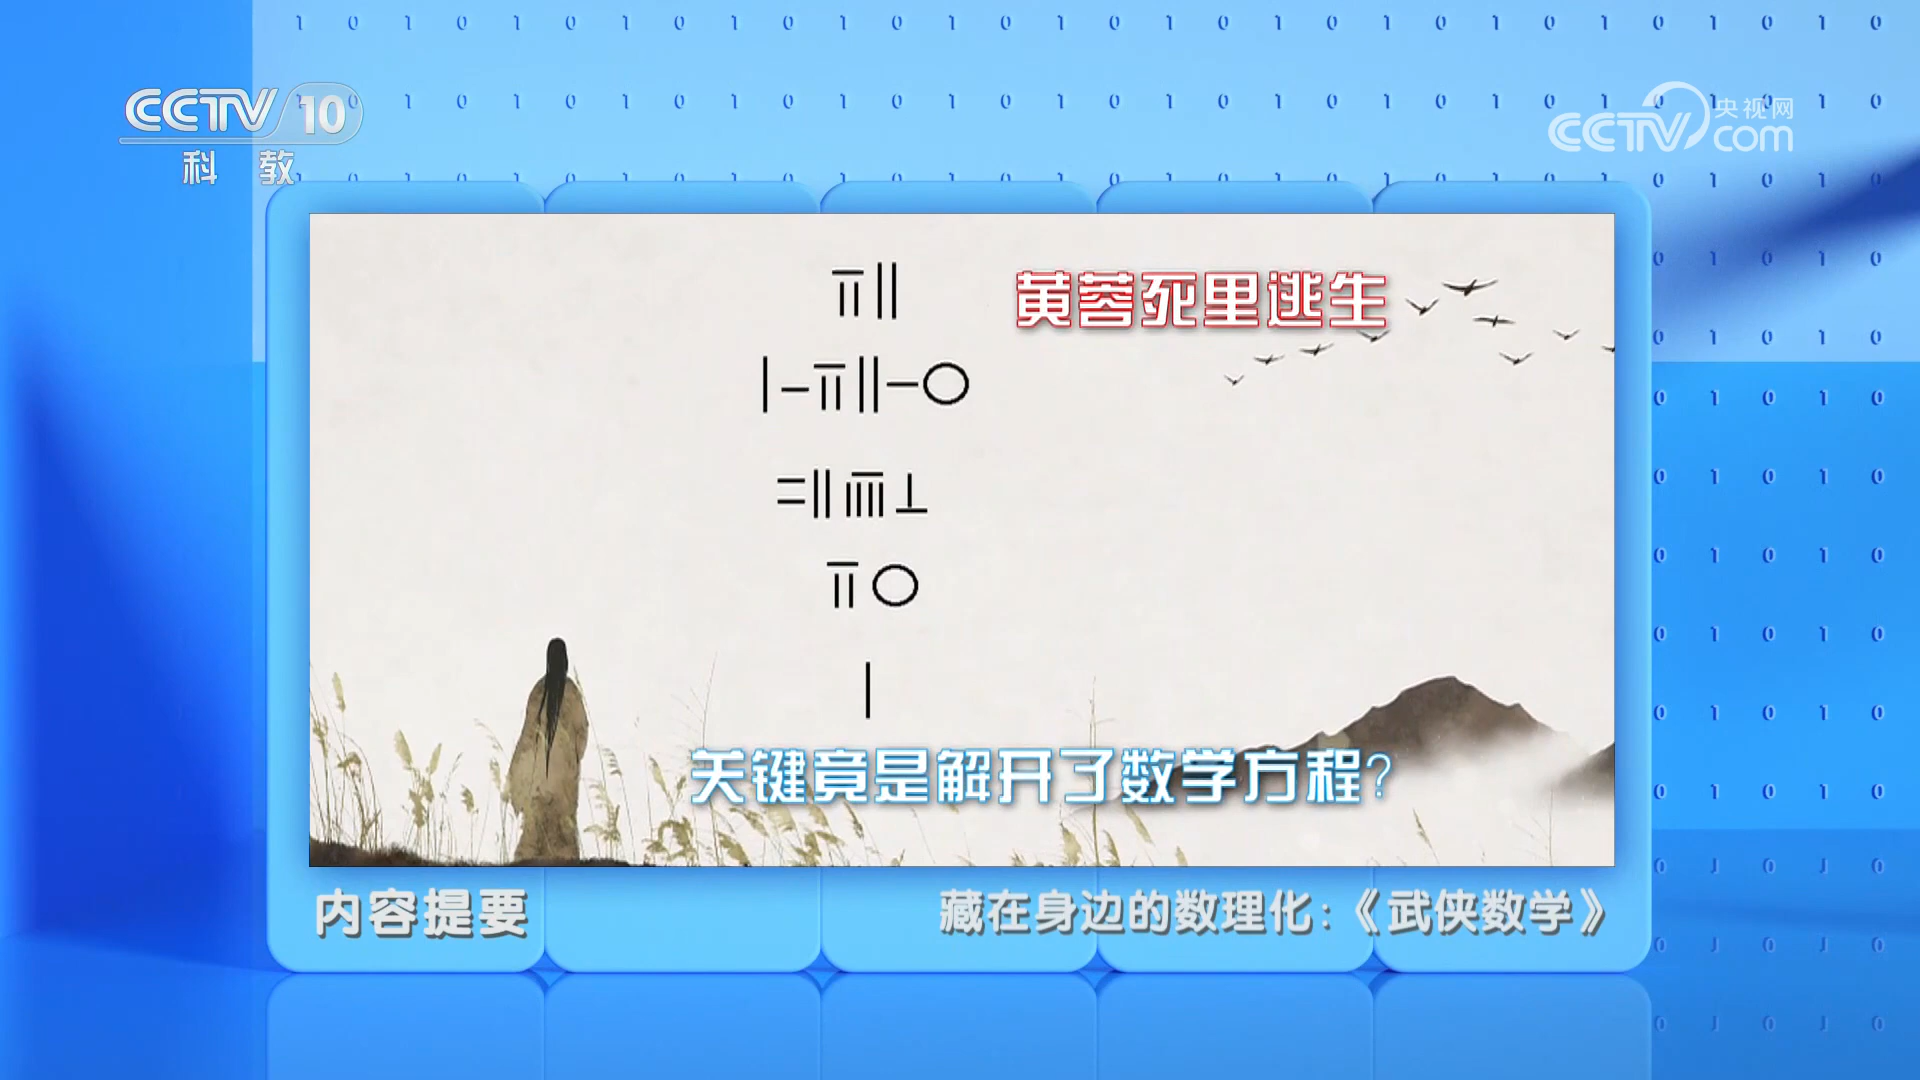 CCTV 10
科教
央视网
CCTV.com
黄蓉死里逃生
关键竟是解开了数学方程?
内容提要
藏在身边的数理化:《武侠数学》